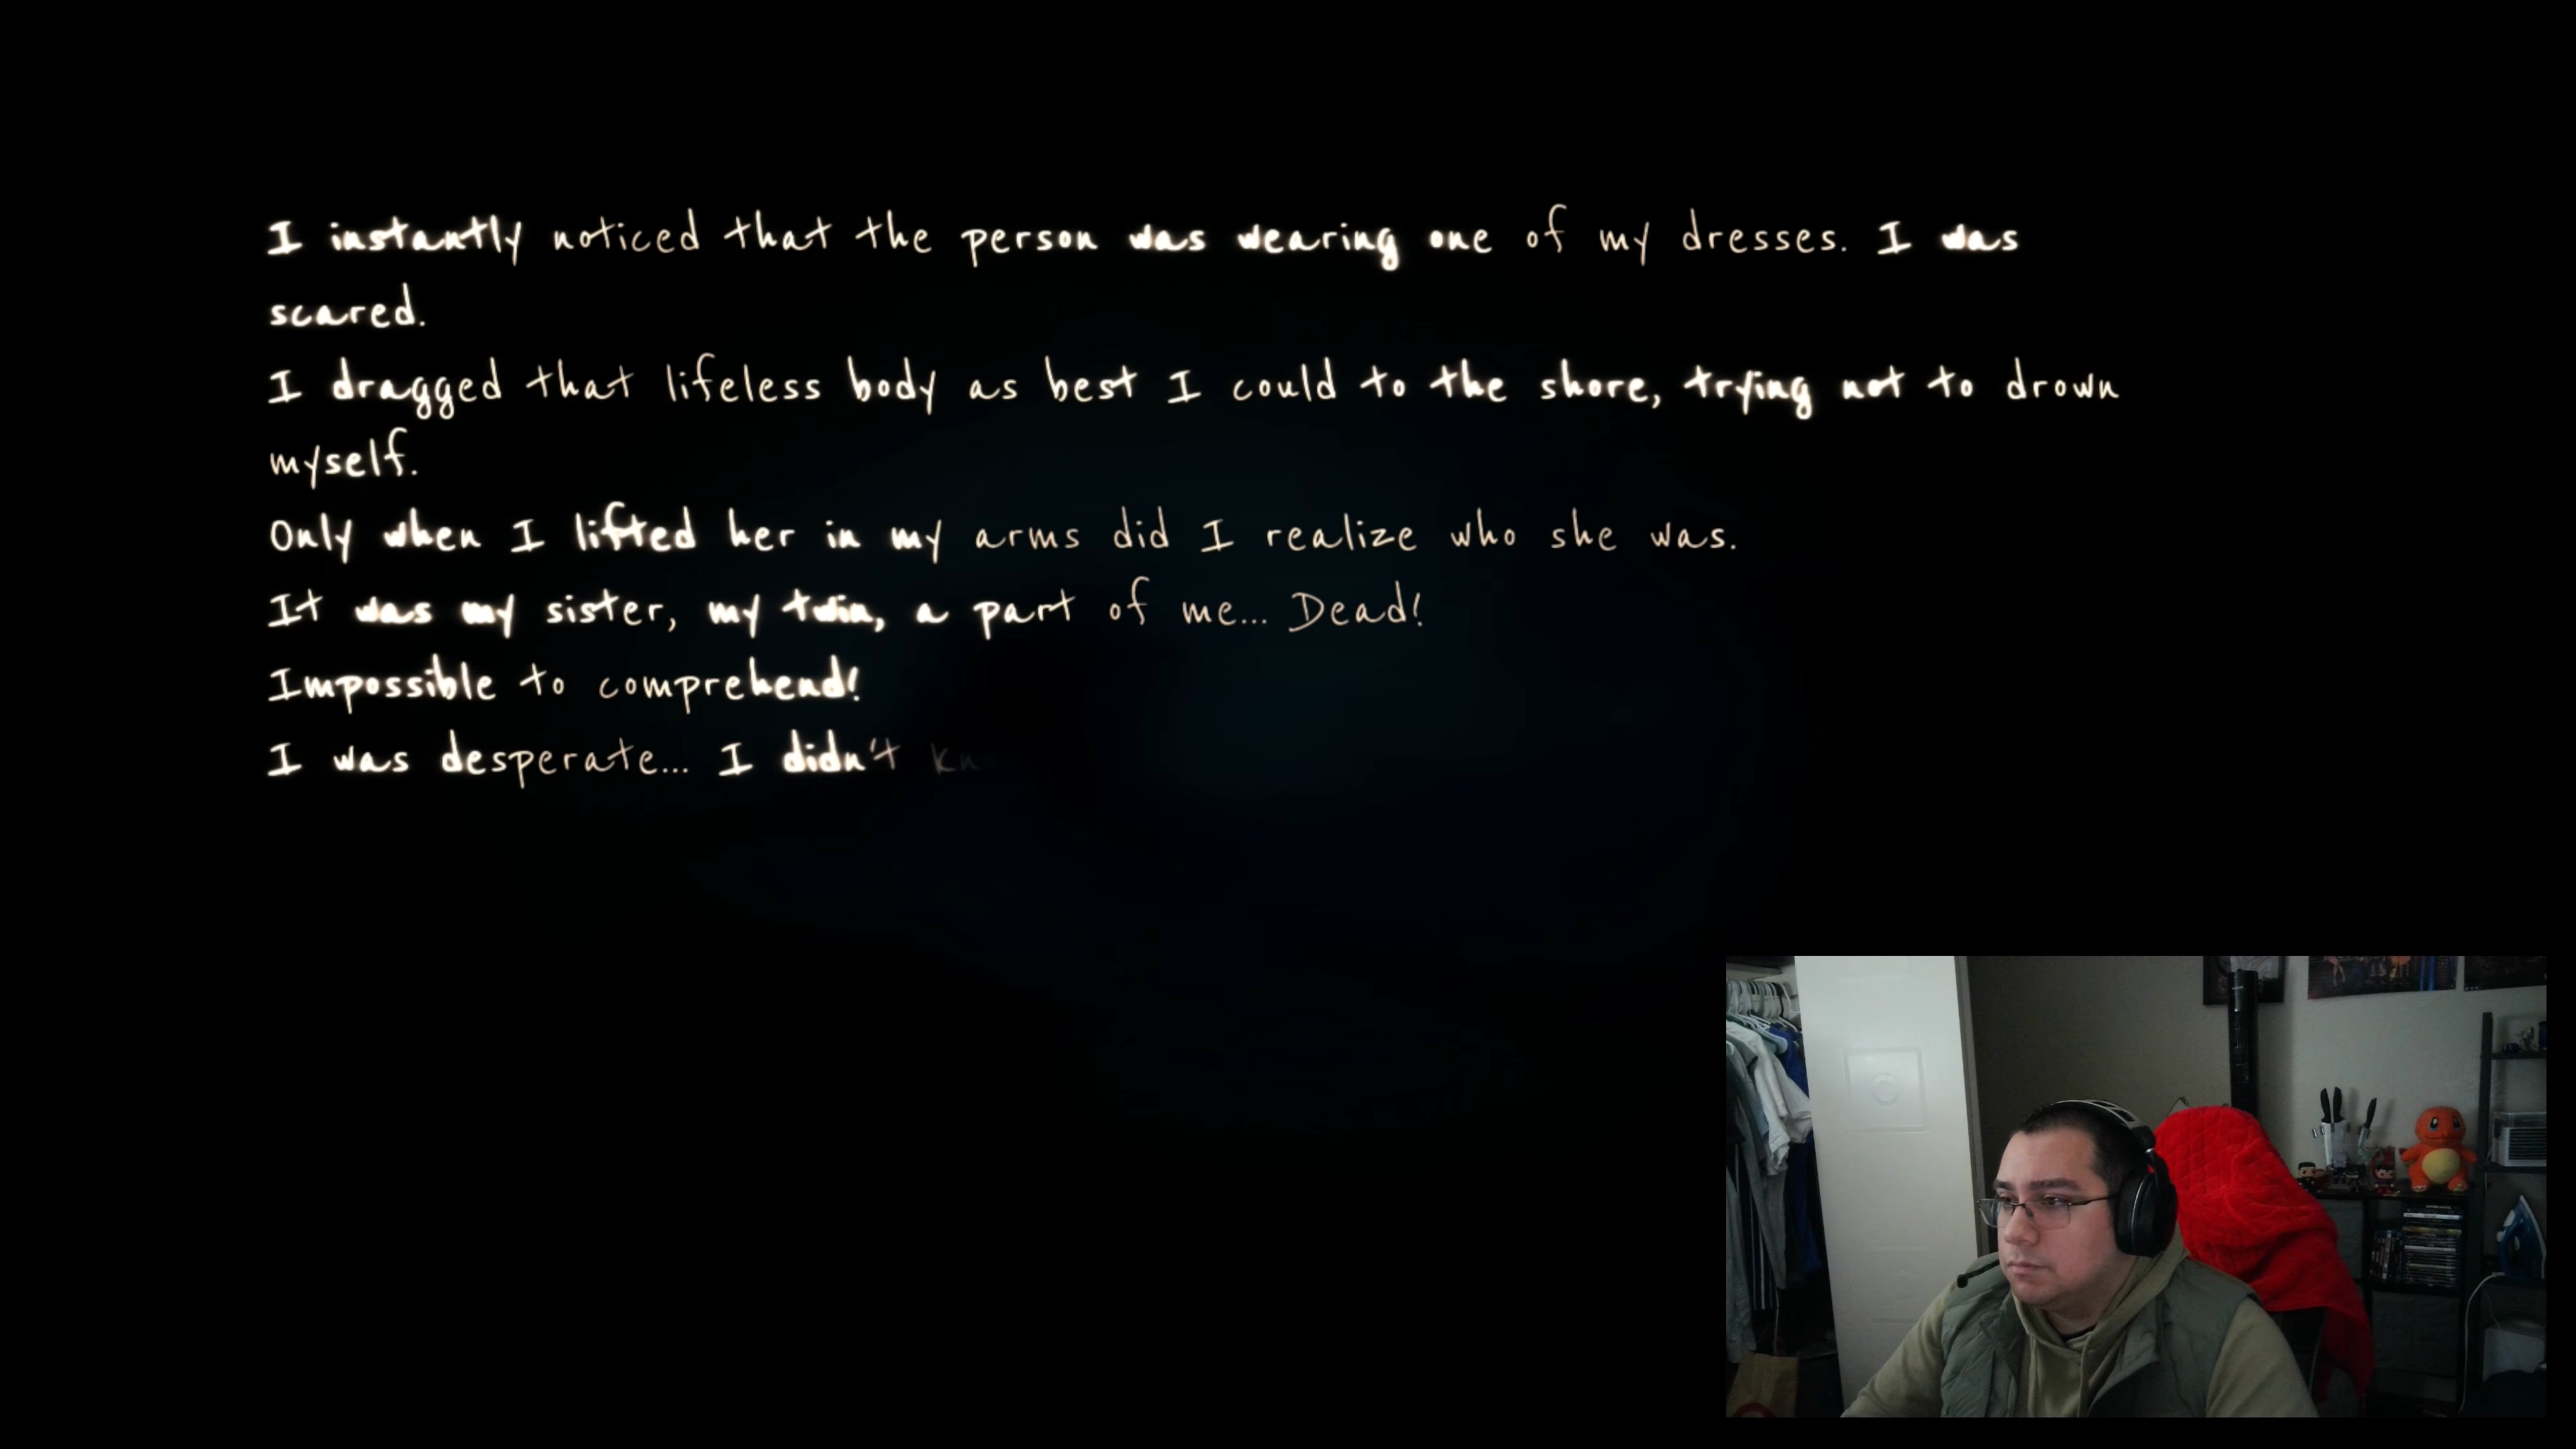 I instantly noticed that the person was wearing one of my dresses. I was
scared.
I dragged that lifeless body as best I could to the shore, trying not to drown
myself.
Only when I lifted her in my arms did I realize who she was.
It was my sister, my twin, a part of me... Dead!
Impossible to comprehend!
I was desperate... I didn't